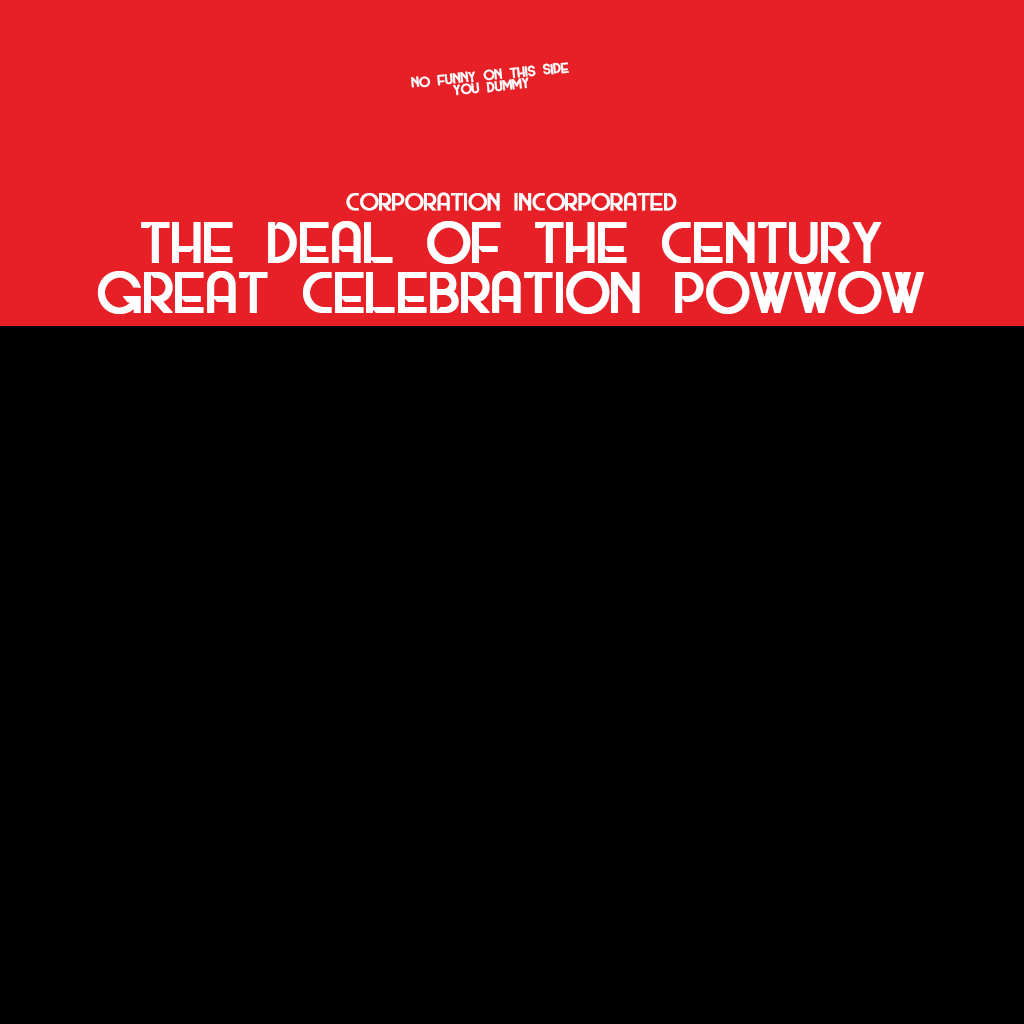 NO FUNNY ON THIS SIDE
YOU DUMMY
CORPORATION INCORPORATED
THE DEAL OF THE CENTURY
GREAT CELEBRATION POWWOW